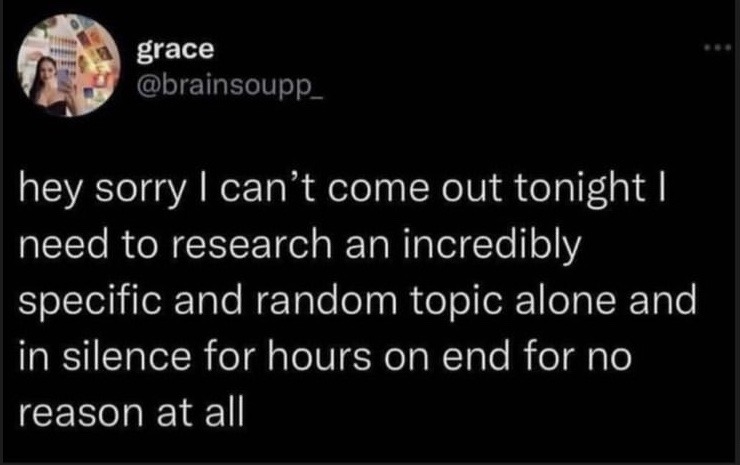 grace
@brainsoupp_
hey sorry I can’t come out tonight I
need to research an incredibly
specific and random topic alone and
in silence for hours on end for no
reason at all